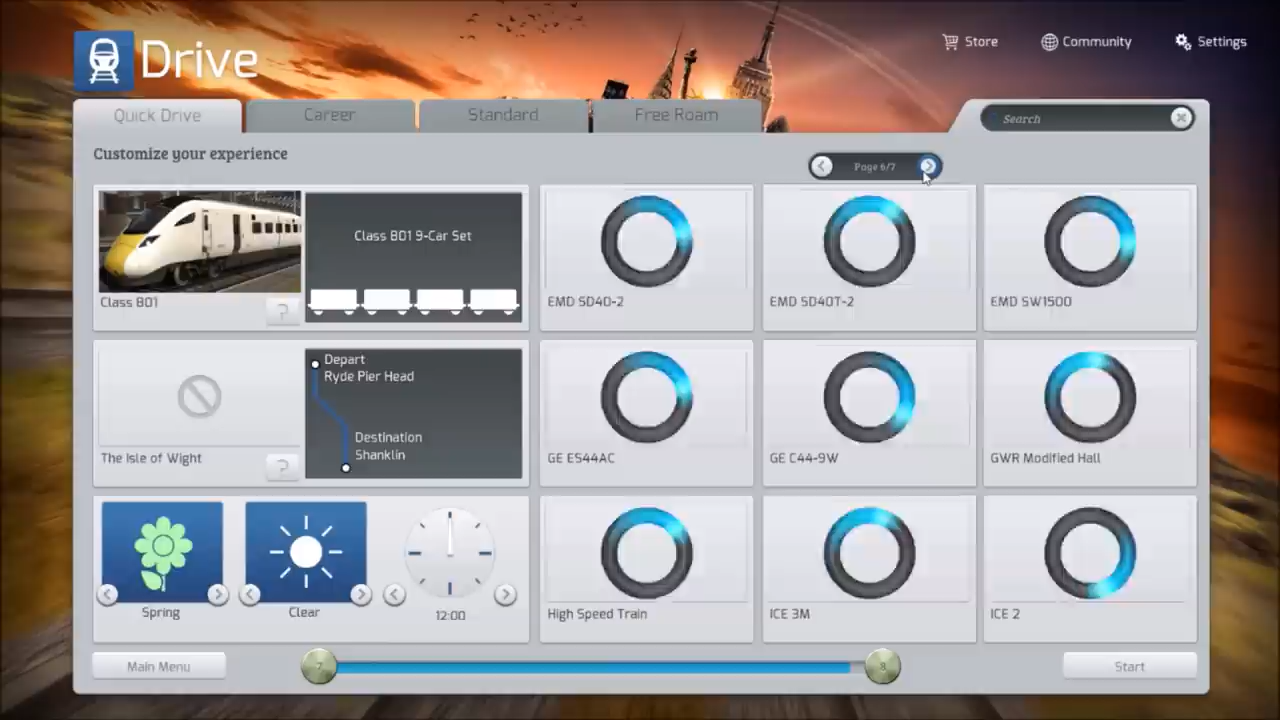 Drive
Store
Community
Settings
Quick Drive
Career
Standard
Free Roam
Search
Customize your experience
Page 6/7
Class 801
Class 801 9-Car Set
EMD SD40-2
EMD SD40T-2
EMD SW1500
The Isle of Wight
Depart
Ryde Pier Head
Destination
Shanklin
GE ES44AC
GE C44-9W
GWR Modified Hall
Spring
Clear
12:00
High Speed Train
ICE 3M
ICE 2
Main Menu
7
8
Start